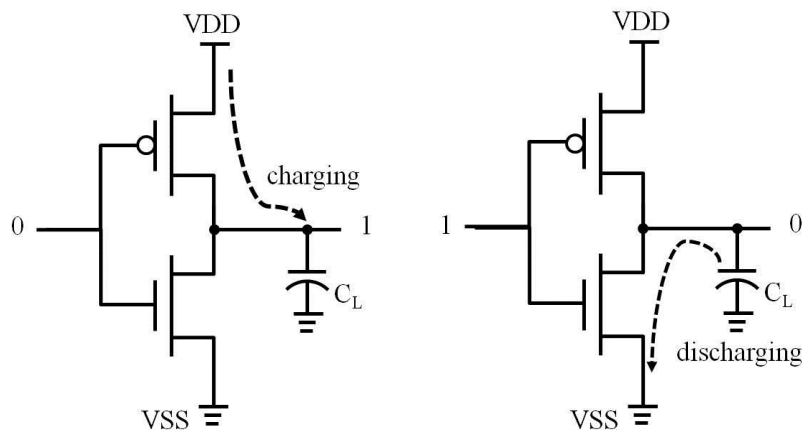 VDD
charging
0
1
C_L
VSS
VDD
1
0
C_L
discharging
VSS